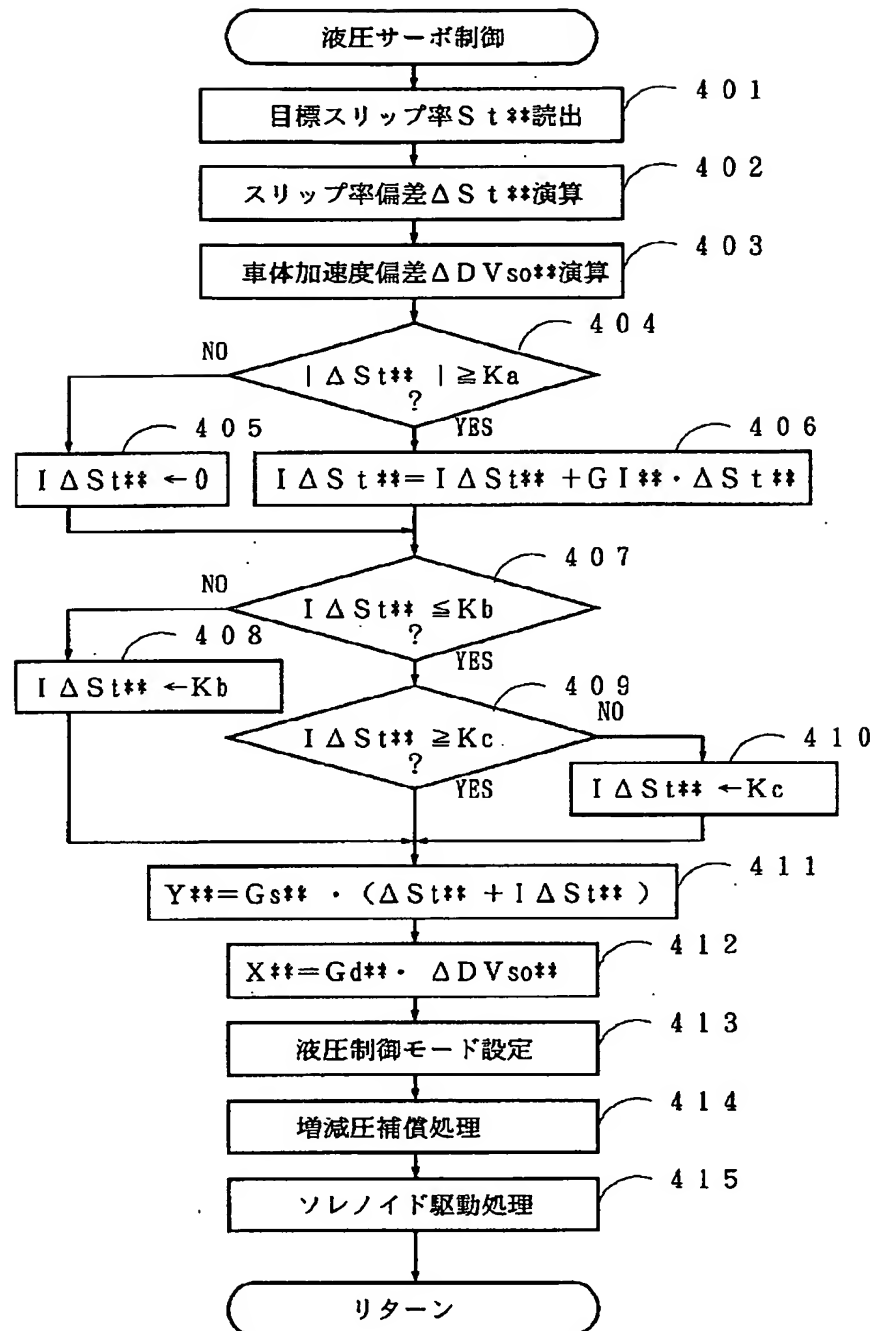 液圧サーボ制御
401
目標スリップ率St**読出
402
スリップ率偏差ΔSt**演算
403
車体加速度偏差ΔDVso**演算
404
NO
| ΔSt** | ≧Ka
?
YES
405
406
IΔSt** ←0
IΔSt**=IΔSt** +GI**・ΔSt**
407
NO
IΔSt** ≦Kb
?
YES
408
IΔSt** ←Kb
409
NO
IΔSt** ≧Kc
?
YES
410
IΔSt** ←Kc
411
Y**=Gs** ・(ΔSt** +IΔSt** )
412
X**=Gd**・ ΔDVso**
413
液圧制御モード設定
414
増減圧補償処理
415
ソレノイド駆動処理
リターン